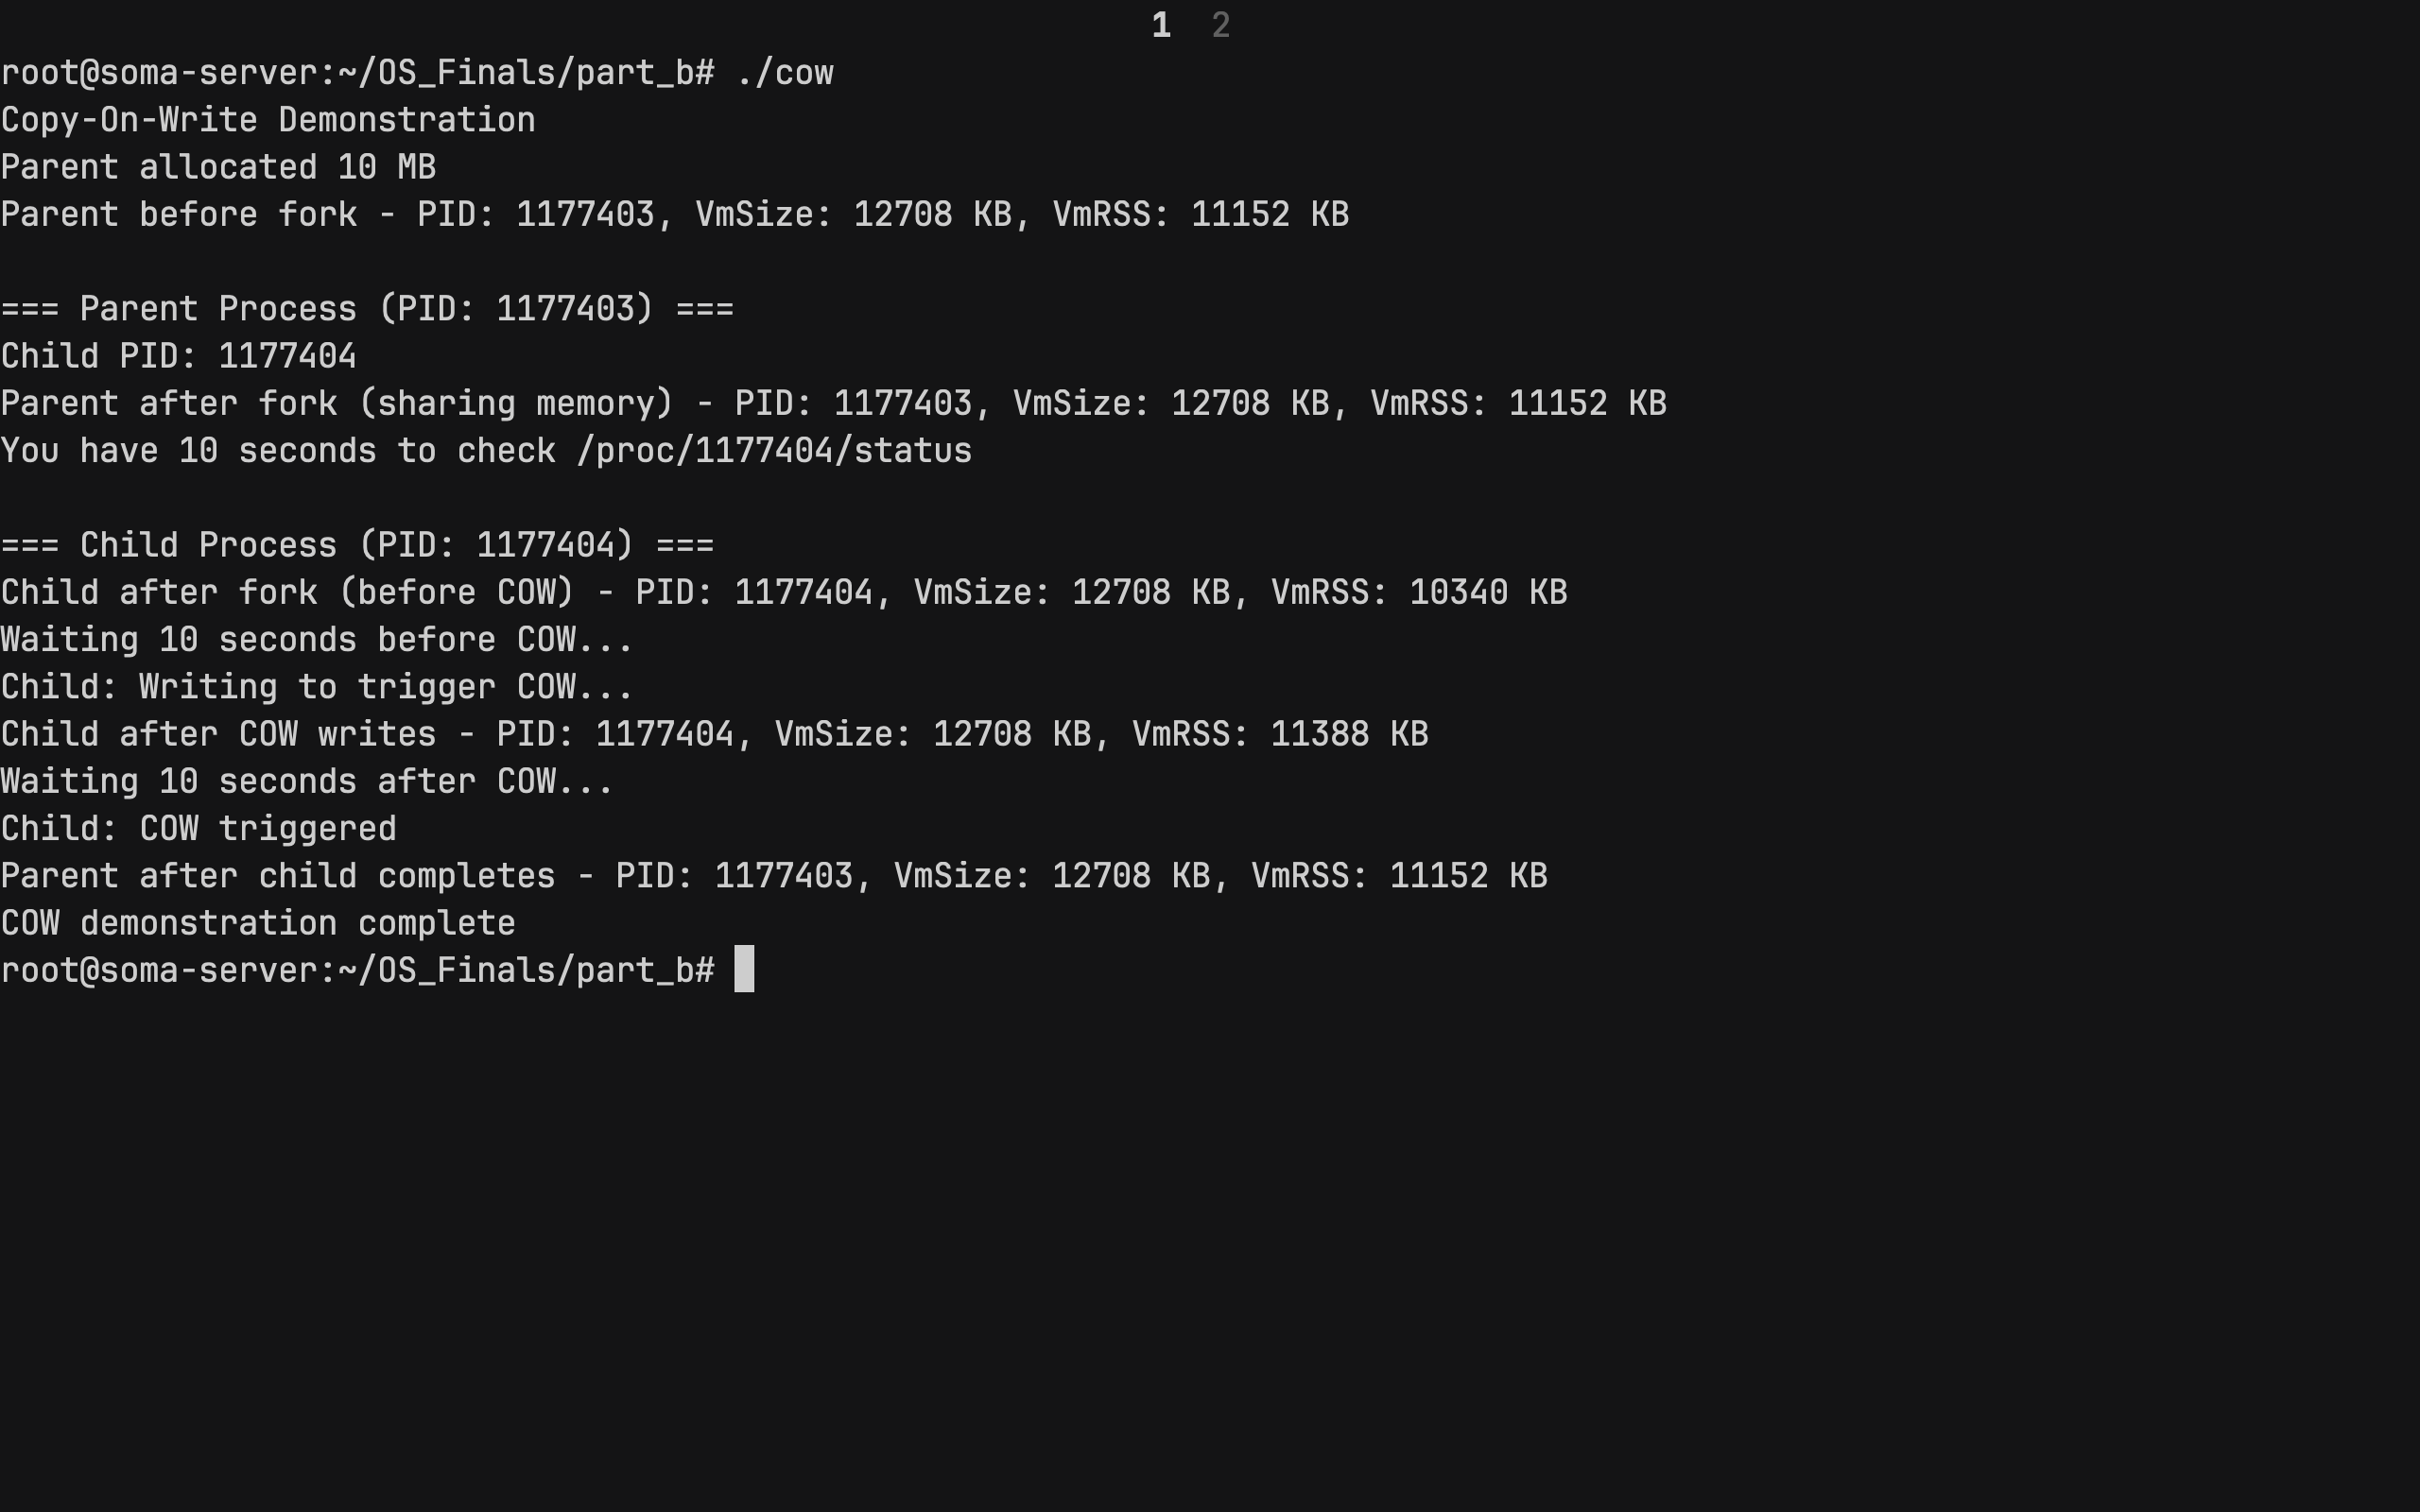 1 2
root@soma-server:~/OS_Finals/part_b# ./cow
Copy-On-Write Demonstration
Parent allocated 10 MB
Parent before fork - PID: 1177403, VmSize: 12708 KB, VmRSS: 11152 KB
=== Parent Process (PID: 1177403) ===
Child PID: 1177404
Parent after fork (sharing memory) - PID: 1177403, VmSize: 12708 KB, VmRSS: 11152 KB
You have 10 seconds to check /proc/1177404/status
=== Child Process (PID: 1177404) ===
Child after fork (before COW) - PID: 1177404, VmSize: 12708 KB, VmRSS: 10340 KB
Waiting 10 seconds before COW...
Child: Writing to trigger COW...
Child after COW writes - PID: 1177404, VmSize: 12708 KB, VmRSS: 11388 KB
Waiting 10 seconds after COW...
Child: COW triggered
Parent after child completes - PID: 1177403, VmSize: 12708 KB, VmRSS: 11152 KB
COW demonstration complete
root@soma-server:~/OS_Finals/part_b#